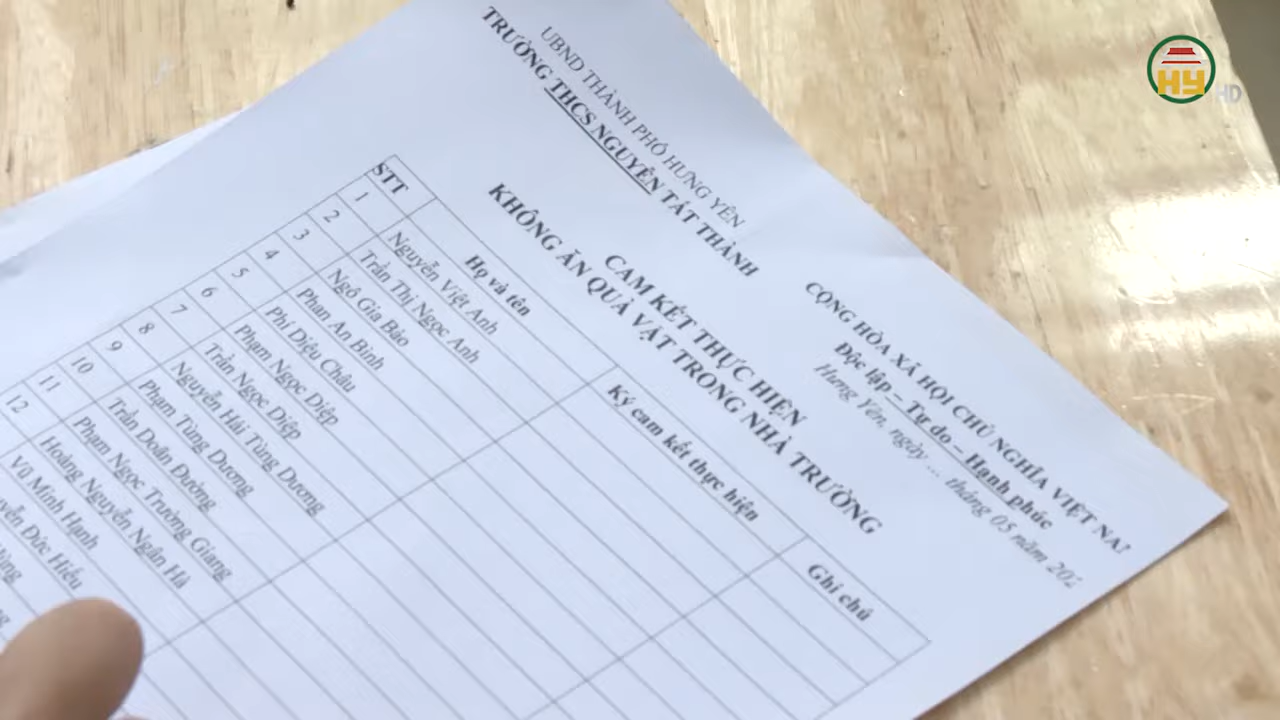 HY HD
UBND THÀNH PHỐ HƯNG YÊN
TRƯỜNG THCS NGUYỄN TẤT THÀNH
CỘNG HÒA XÃ HỘI CHỦ NGHĨA VIỆT NA
Độc lập – Tự do – Hạnh phúc
Hưng Yên, ngày ... tháng 05 năm 202
CAM KẾT THỰC HIỆN
KHÔNG ĂN QUÀ VẶT TRONG NHÀ TRƯỜNG
STT Họ và tên Ký cam kết thực hiện Ghi chú
1 Nguyễn Việt Anh
2 Trần Thị Ngọc Anh
3 Ngô Gia Bảo
4 Phan An Bình
5 Phí Diệu Châu
6 Phạm Ngọc Diệp
7 Trần Ngọc Diệp
8 Nguyễn Hải Tùng Dương
9 Phạm Tùng Dương
10 Trần Doãn Đường
11 Phạm Ngọc Trường Giang
12 Hoàng Nguyễn Ngân Hà
Vũ Minh Hạnh
Đức Hiếu